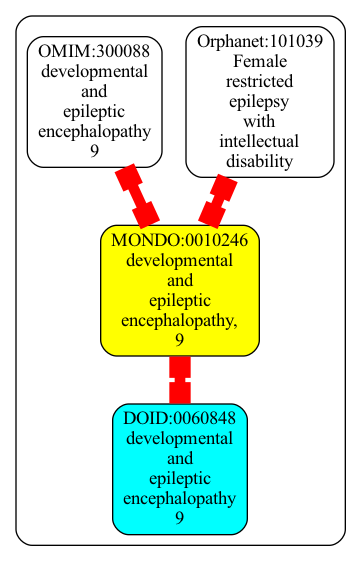 OMIM:300088
developmental
and
epileptic
encephalopathy
9
Orphanet:101039
Female
restricted
epilepsy
with
intellectual
disability
MONDO:0010246
developmental
and
epileptic
encephalopathy,
9
DOID:0060848
developmental
and
epileptic
encephalopathy
9